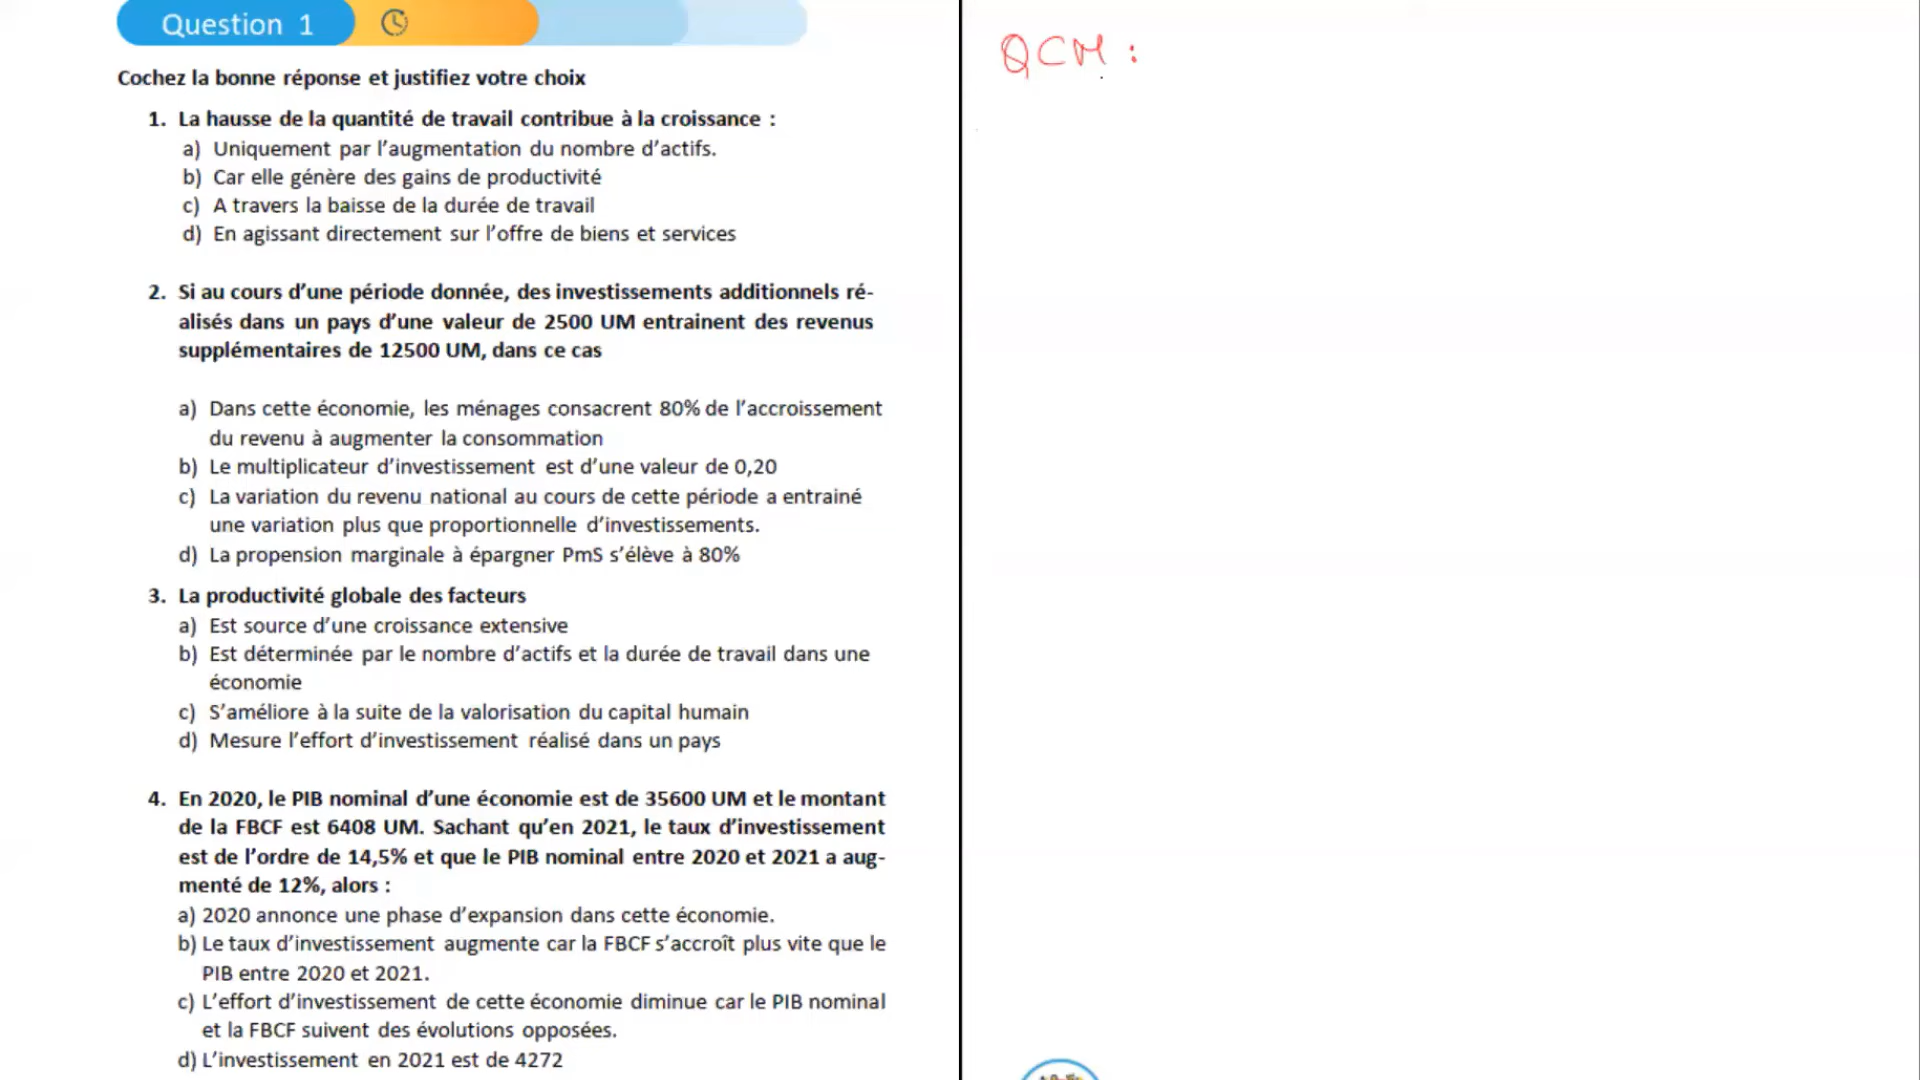 Question 1
Cochez la bonne réponse et justifiez votre choix
1. La hausse de la quantité de travail contribue à la croissance :
a) Uniquement par l’augmentation du nombre d’actifs.
b) Car elle génère des gains de productivité
c) A travers la baisse de la durée de travail
d) En agissant directement sur l’offre de biens et services
2. Si au cours d’une période donnée, des investissements additionnels ré-
alisés dans un pays d’une valeur de 2500 UM entrainent des revenus
supplémentaires de 12500 UM, dans ce cas
a) Dans cette économie, les ménages consacrent 80% de l’accroissement
du revenu à augmenter la consommation
b) Le multiplicateur d’investissement est d’une valeur de 0,20
c) La variation du revenu national au cours de cette période a entrainé
une variation plus que proportionnelle d’investissements.
d) La propension marginale à épargner PmS s’élève à 80%
3. La productivité globale des facteurs
a) Est source d’une croissance extensive
b) Est déterminée par le nombre d’actifs et la durée de travail dans une
économie
c) S’améliore à la suite de la valorisation du capital humain
d) Mesure l’effort d’investissement réalisé dans un pays
4. En 2020, le PIB nominal d’une économie est de 35600 UM et le montant
de la FBCF est 6408 UM. Sachant qu’en 2021, le taux d’investissement
est de l’ordre de 14,5% et que le PIB nominal entre 2020 et 2021 a aug-
menté de 12%, alors :
a) 2020 annonce une phase d’expansion dans cette économie.
b) Le taux d’investissement augmente car la FBCF s’accroît plus vite que le
PIB entre 2020 et 2021.
c) L’effort d’investissement de cette économie diminue car le PIB nominal
et la FBCF suivent des évolutions opposées.
d) L’investissement en 2021 est de 4272
QCM :